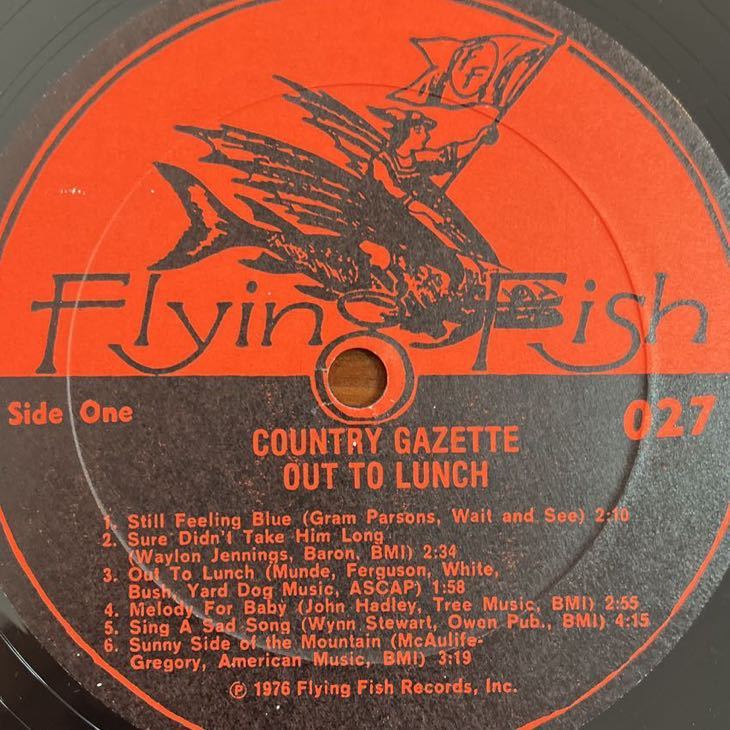 FF
Flying Fish
Side One
027
COUNTRY GAZETTE
OUT TO LUNCH
1. Still Feeling Blue (Gram Parsons, Wait and See) 2:10
2. Sure Didn't Take Him Long
(Waylon Jennings, Baron, BMI) 2:34
3. Out To Lunch (Munde, Ferguson, White,
Bush, Yard Dog Music, ASCAP) 1:58
4. Melody For Baby (John Hadley, Tree Music, BMI) 2:55
5. Sing A Sad Song (Wynn Stewart, Owen Pub., BMI) 4:15
6. Sunny Side of the Mountain (McAulife-
Gregory, American Music, BMI) 3:19
℗ 1976 Flying Fish Records, Inc.